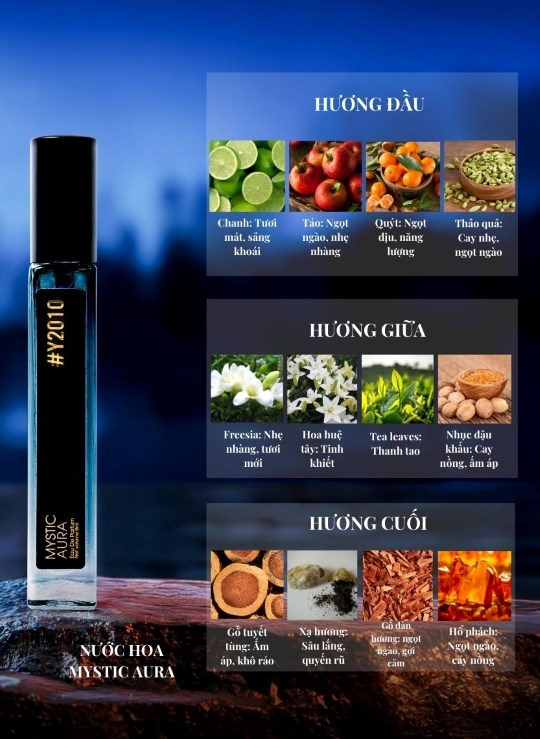 HƯƠNG ĐẦU
Chanh: Tươi
mát, sảng
khoái
Táo: Ngọt
ngào, nhẹ
nhàng
Quýt: Ngọt
dịu, năng
lượng
Thảo quả:
Cay nhẹ,
ngọt ngào
#Y2010
MYSTIC
AURA
Eau De Parfum
HƯƠNG GIỮA
Freesia: Nhẹ
nhàng, tươi
mới
Hoa huệ
tây: Tinh
khiết
Tea leaves:
Thanh tao
Nhục đậu
khấu: Cay
nồng, ấm áp
HƯƠNG CUỐI
Gỗ tuyết
tùng: Ấm
áp, khô ráo
Xạ hương:
Sâu lắng,
quyến rũ
Gỗ đàn
hương: ngọt
ngào, gợi
cảm
Hổ phách:
Ngọt ngào,
cay nồng
NƯỚC HOA
MYSTIC AURA